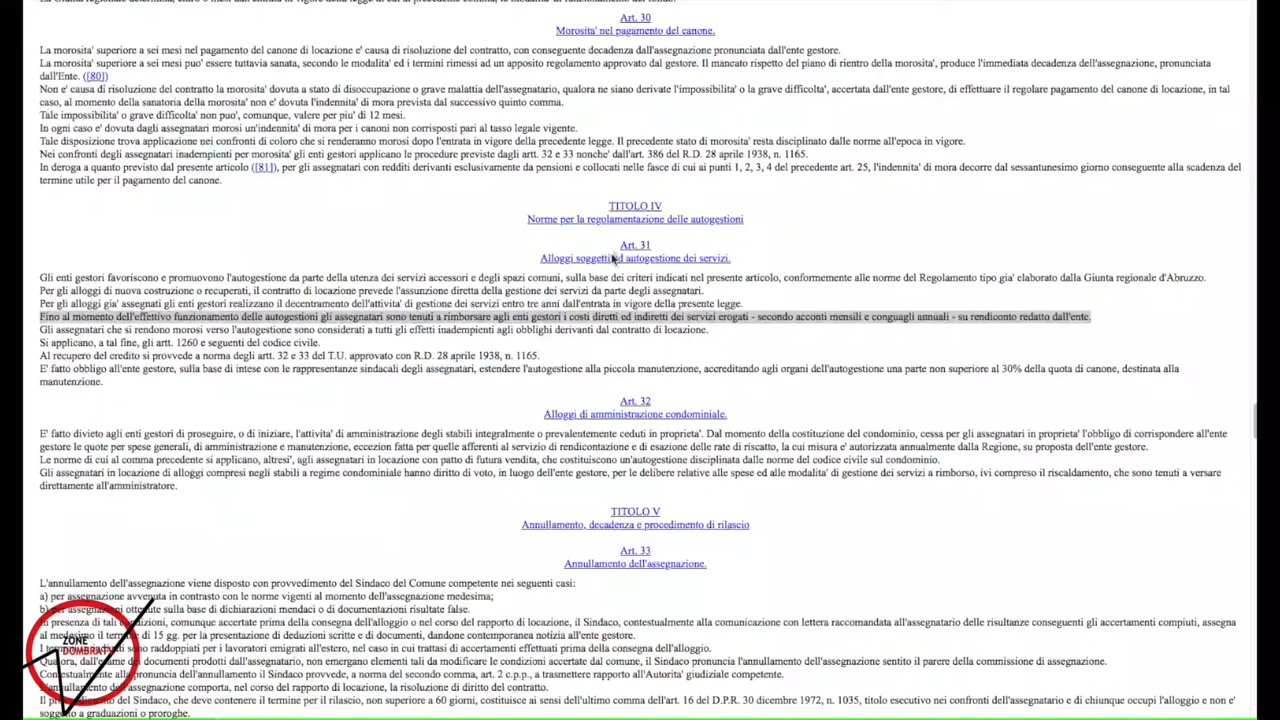 Art. 30
Morosita' nel pagamento del canone.
La morosita' superiore a sei mesi nel pagamento del canone di locazione e' causa di risoluzione del contratto, con conseguente decadenza dall'assegnazione pronunciata dall'ente gestore.
La morosita' superiore a sei mesi puo' essere tuttavia sanata, secondo le modalita' ed i termini rimessi ad un apposito regolamento approvato dal gestore. Il mancato rispetto del piano di rientro della morosita', produce l'immediata decadenza dell'assegnazione, pronunciata
dall'Ente. ([80])
Non e' causa di risoluzione del contratto la morosita' dovuta a stato di disoccupazione o grave malattia dell'assegnatario, qualora ne siano derivate l'impossibilita' o la grave difficolta', accertata dall'ente gestore, di effettuare il regolare pagamento del canone di locazione, in tal
caso, al momento della sanatoria della morosita' non e' dovuta l'indennita' di mora prevista dal successivo quinto comma.
Tale impossibilita' o grave difficolta' non puo', comunque, valere per piu' di 12 mesi.
In ogni caso e' dovuta dagli assegnatari morosi un'indennita' di mora per i canoni non corrisposti pari al tasso legale vigente.
Tale disposizione trova applicazione nei confronti di coloro che si renderanno morosi dopo l'entrata in vigore della precedente legge. Il precedente stato di morosita' resta disciplinato dalle norme all'epoca in vigore.
Nei confronti degli assegnatari inadempienti per morosita' gli enti gestori applicano le procedure previste dagli artt. 32 e 33 nonche' dall'art. 386 del R.D. 28 aprile 1938, n. 1165.
In deroga a quanto previsto dal presente articolo ([81]), per gli assegnatari con redditi derivanti esclusivamente da pensioni e collocati nelle fasce di cui ai punti 1, 2, 3, 4 del precedente art. 25, l'indennita' di mora decorre dal sessantunesimo giorno conseguente alla scadenza del
termine utile per il pagamento del canone.
TITOLO IV
Norme per la regolamentazione delle autogestioni
Art. 31
Alloggi soggetti ad autogestione dei servizi.
Gli enti gestori favoriscono e promuovono l'autogestione da parte della utenza dei servizi accessori e degli spazi comuni, sulla base dei criteri indicati nel presente articolo, conformemente alle norme del Regolamento tipo gia' elaborato dalla Giunta regionale d'Abruzzo.
Per gli alloggi di nuova costruzione o recuperati, il contratto di locazione prevede l'assunzione diretta della gestione dei servizi da parte degli assegnatari.
Per gli alloggi gia' assegnati gli enti gestori realizzano il decentramento dell'attivita' di gestione dei servizi entro tre anni dall'entrata in vigore della presente legge.
Fino al momento dell'effettivo funzionamento delle autogestioni gli assegnatari sono tenuti a rimborsare agli enti gestori i costi diretti ed indiretti dei servizi erogati - secondo acconti mensili e conguagli annuali - su rendiconto redatto dall'ente.
Gli assegnatari che si rendono morosi verso l'autogestione sono considerati a tutti gli effetti inadempienti agli obblighi derivanti dal contratto di locazione.
Si applicano, a tal fine, gli artt. 1260 e seguenti del codice civile.
Al recupero del credito si provvede a norma degli artt. 32 e 33 del T.U. approvato con R.D. 28 aprile 1938, n. 1165.
E' fatto obbligo all'ente gestore, sulla base di intese con le rappresentanze sindacali degli assegnatari, estendere l'autogestione alla piccola manutenzione, accreditando agli organi dell'autogestione una parte non superiore al 30% della quota di canone, destinata alla
manutenzione.
Art. 32
Alloggi di amministrazione condominiale.
E' fatto divieto agli enti gestori di proseguire, o di iniziare, l'attivita' di amministrazione degli stabili integralmente o prevalentemente ceduti in proprieta'. Dal momento della costituzione del condominio, cessa per gli assegnatari in proprieta' l'obbligo di corrispondere all'ente
gestore le quote per spese generali, di amministrazione e manutenzione, eccezion fatta per quelle afferenti al servizio di rendicontazione e di esazione delle rate di riscatto, la cui misura e' autorizzata annualmente dalla Regione, su proposta dell'ente gestore.
Le norme di cui al comma precedente si applicano, altresi', agli assegnatari in locazione con patto di futura vendita, che costituiscono un'autogestione disciplinata dalle norme del codice civile sul condominio.
Gli assegnatari in locazione di alloggi compresi negli stabili a regime condominiale hanno diritto di voto, in luogo dell'ente gestore, per le delibere relative alle spese ed alle modalita' di gestione dei servizi a rimborso, ivi compreso il riscaldamento, che sono tenuti a versare
direttamente all'amministratore.
TITOLO V
Annullamento, decadenza e procedimento di rilascio
Art. 33
Annullamento dell'assegnazione.
L'annullamento dell'assegnazione viene disposto con provvedimento del Sindaco del Comune competente nei seguenti casi:
a) per assegnazione avvenuta in contrasto con le norme vigenti al momento dell'assegnazione medesima;
b) per assegnazioni ottenute sulla base di dichiarazioni mendaci o di documentazioni risultate false.
In presenza di tali condizioni, comunque accertate prima della consegna dell'alloggio o nel corso del rapporto di locazione, il Sindaco, contestualmente alla comunicazione con lettera raccomandata all'assegnatario delle risultanze conseguenti gli accertamenti compiuti, assegna
al medesimo il termine di 15 gg. per la presentazione di deduzioni scritte e di documenti, dandone contemporanea notizia all'ente gestore.
I termini sono raddoppiati per i lavoratori emigrati all'estero, nel caso in cui trattasi di accertamenti effettuati prima della consegna dell'alloggio.
Qualora, dall'esame dei documenti prodotti dall'assegnatario, non emergano elementi tali da modificare le condizioni accertate dal comune, il Sindaco pronuncia l'annullamento dell'assegnazione sentito il parere della commissione di assegnazione.
Contestualmente alla pronuncia dell'annullamento il Sindaco provvede, a norma del secondo comma, art. 2 c.p.p., a trasmettere rapporto all'Autorita' giudiziale competente.
L'annullamento dell'assegnazione comporta, nel corso del rapporto di locazione, la risoluzione di diritto del contratto.
Il del Sindaco, che deve contenere il termine per il rilascio, non superiore a 60 giorni, costituisce ai sensi dell'ultimo comma dell'art. 16 del D.P.R. 30 dicembre 1972, n. 1035, titolo esecutivo nei confronti dell'assegnatario e di chiunque occupi l'alloggio e non e'
soggetto a graduazioni o proroghe.
ZONE
DOMBRA